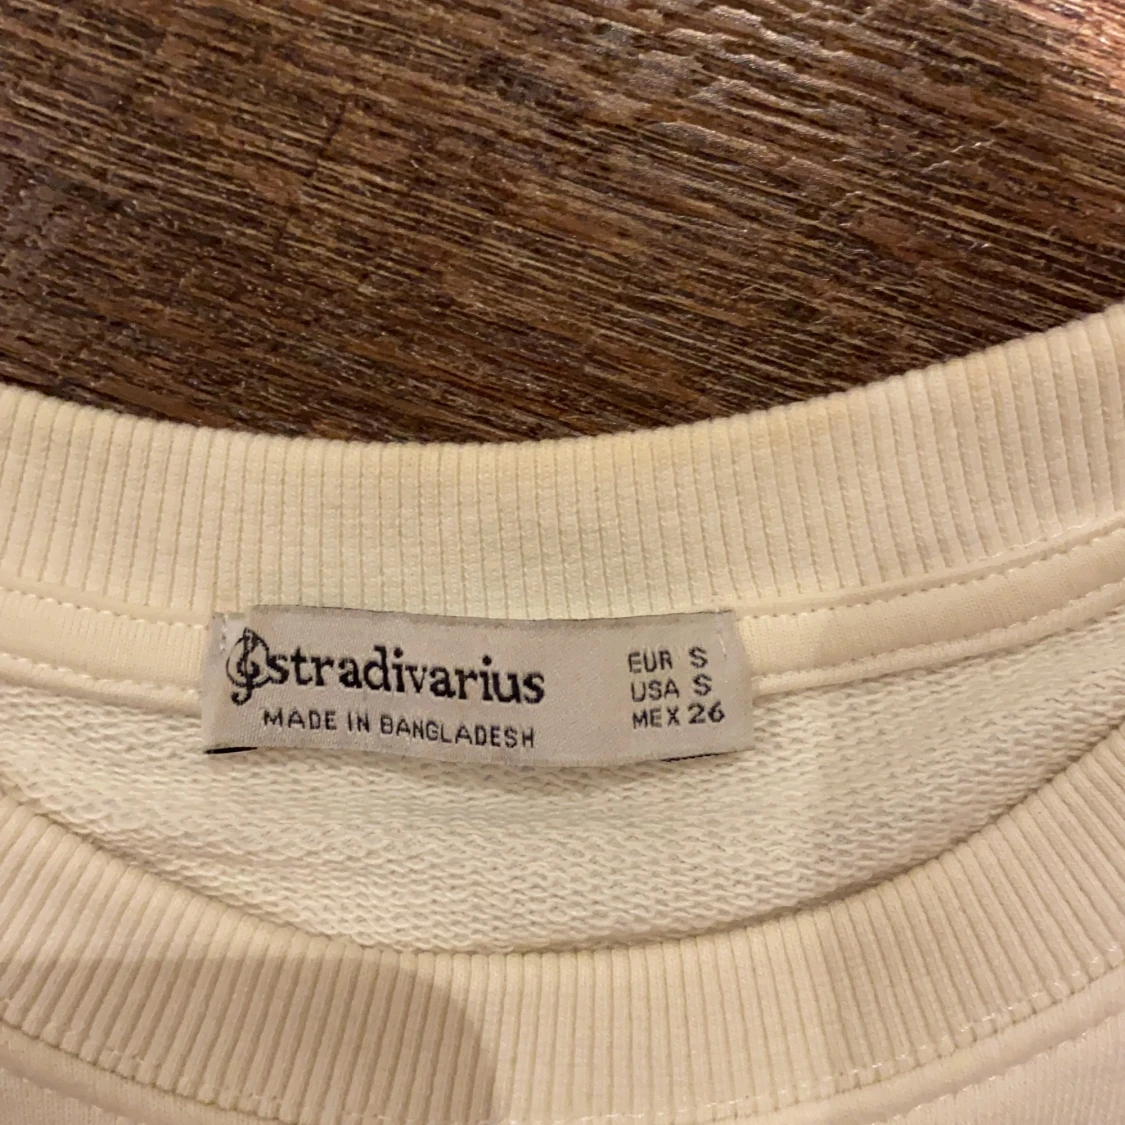 stradivarius
MADE IN BANGLADESH
EUR S
USA S
MEX 26